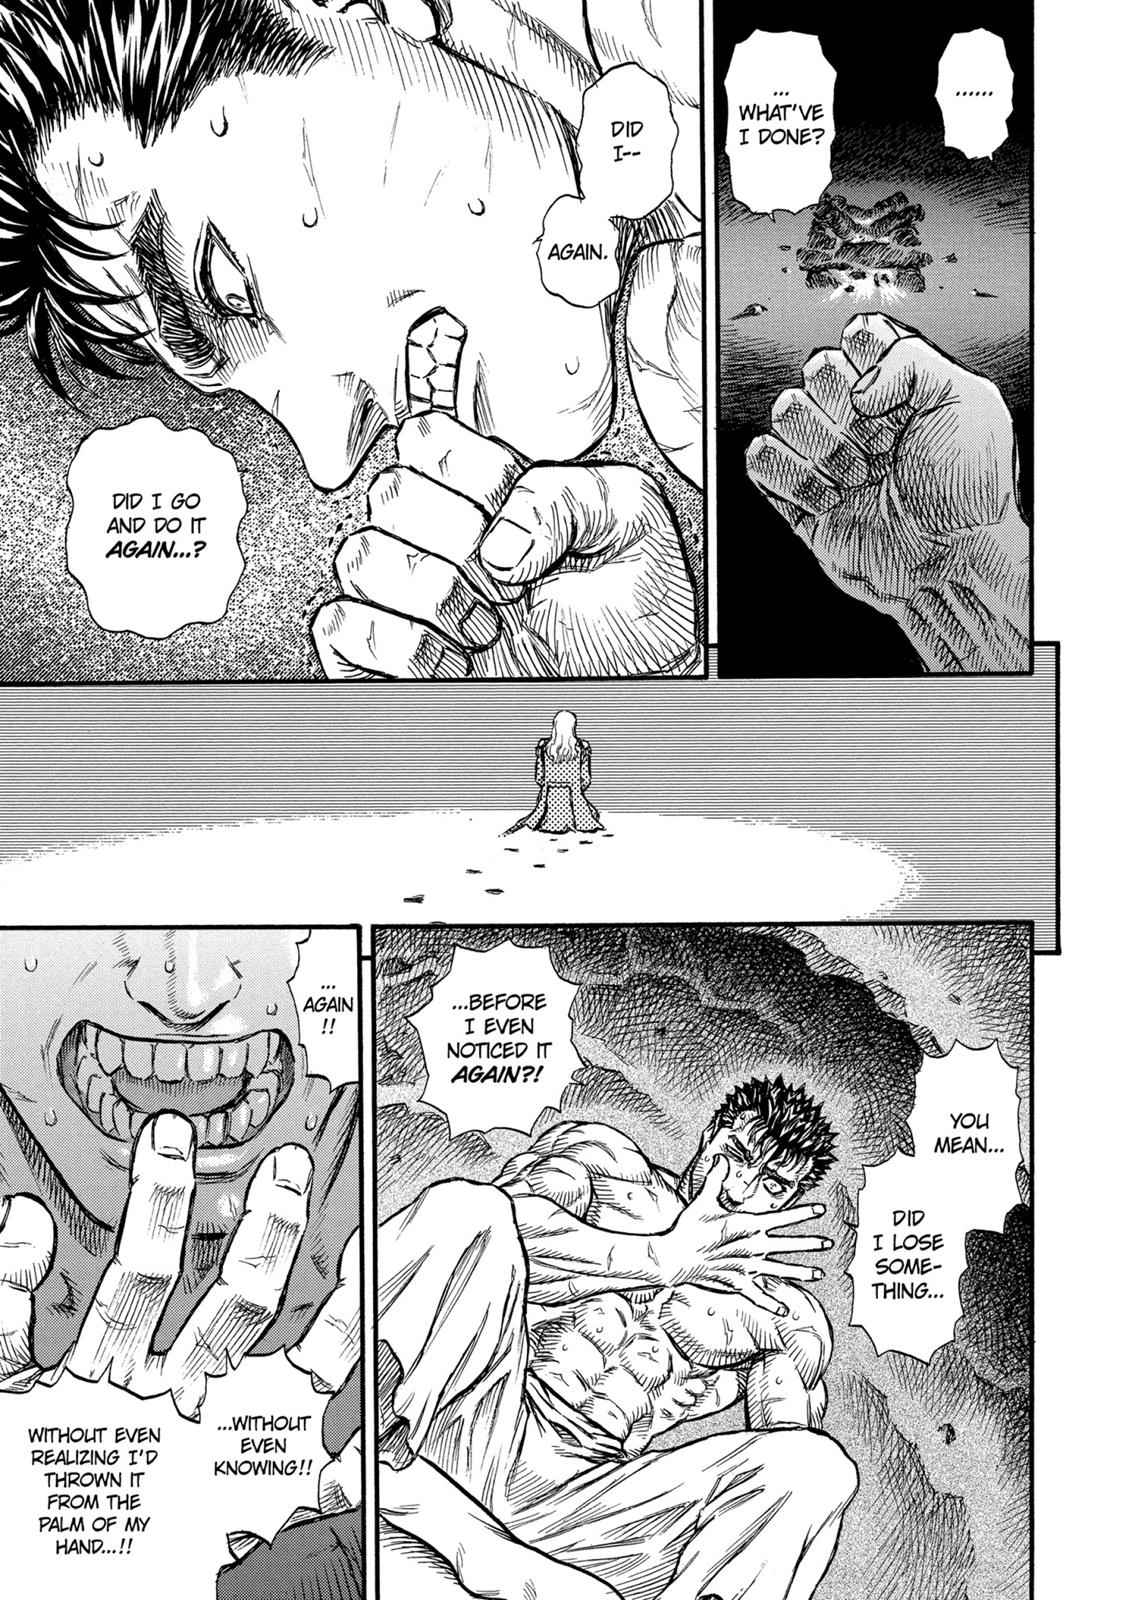 ......
...
WHAT'VE
I DONE?
DID
I--
AGAIN.
DID I GO
AND DO IT
AGAIN...?
YOU
MEAN...
DID
I LOSE
SOME-
THING...
...BEFORE
I EVEN
NOTICED IT
AGAIN?!
...
AGAIN
!!
...WITHOUT
EVEN
KNOWING!!
WITHOUT EVEN
REALIZING I'D
THROWN IT
FROM THE
PALM OF MY
HAND...!!